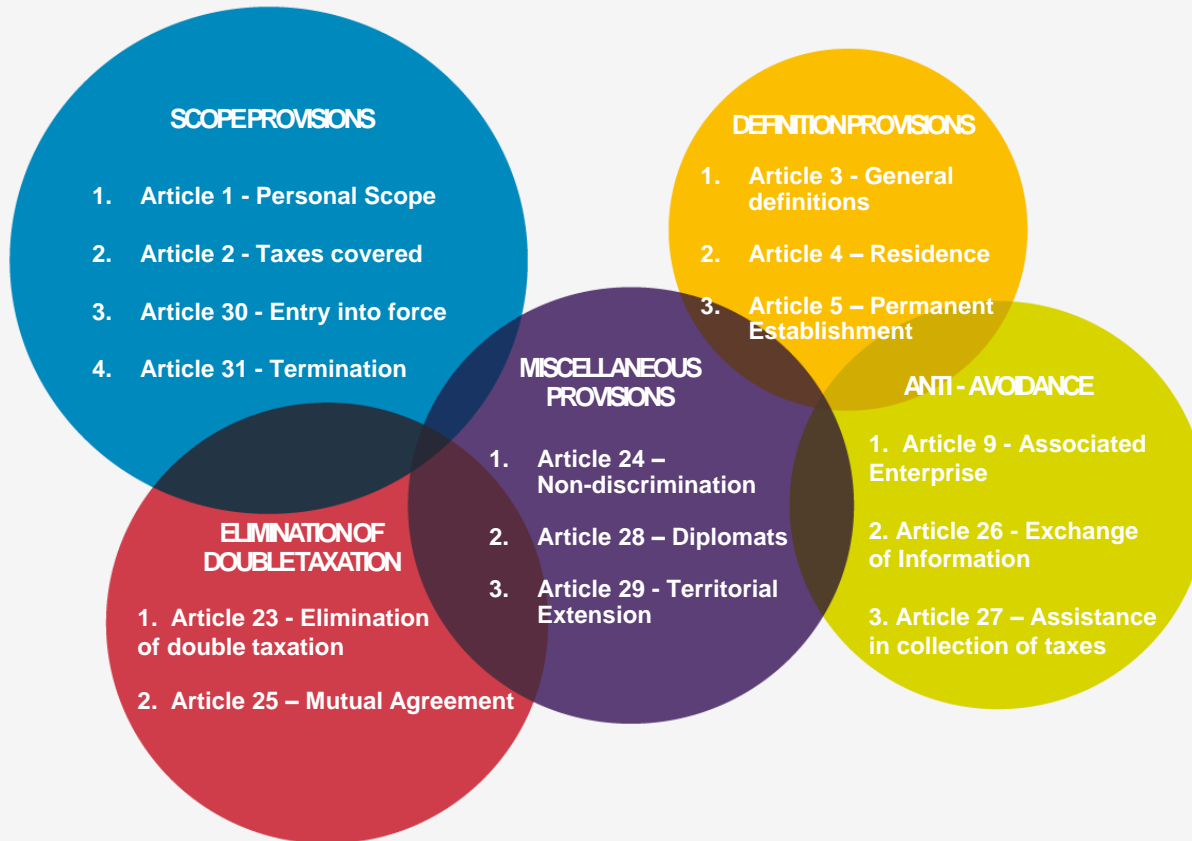 SCOPE PROVISIONS
1. Article 1 - Personal Scope
2. Article 2 - Taxes covered
3. Article 30 - Entry into force
4. Article 31 - Termination
DEFINITION PROVISIONS
1. Article 3 - General
definitions
2. Article 4 – Residence
3. Article 5 – Permanent
Establishment
MISCELLANEOUS
PROVISIONS
1. Article 24 –
Non-discrimination
2. Article 28 – Diplomats
3. Article 29 - Territorial
Extension
ANTI - AVOIDANCE
1. Article 9 - Associated
Enterprise
2. Article 26 - Exchange
of Information
3. Article 27 – Assistance
in collection of taxes
ELIMINATION OF
DOUBLE TAXATION
1. Article 23 - Elimination
of double taxation
2. Article 25 – Mutual Agreement